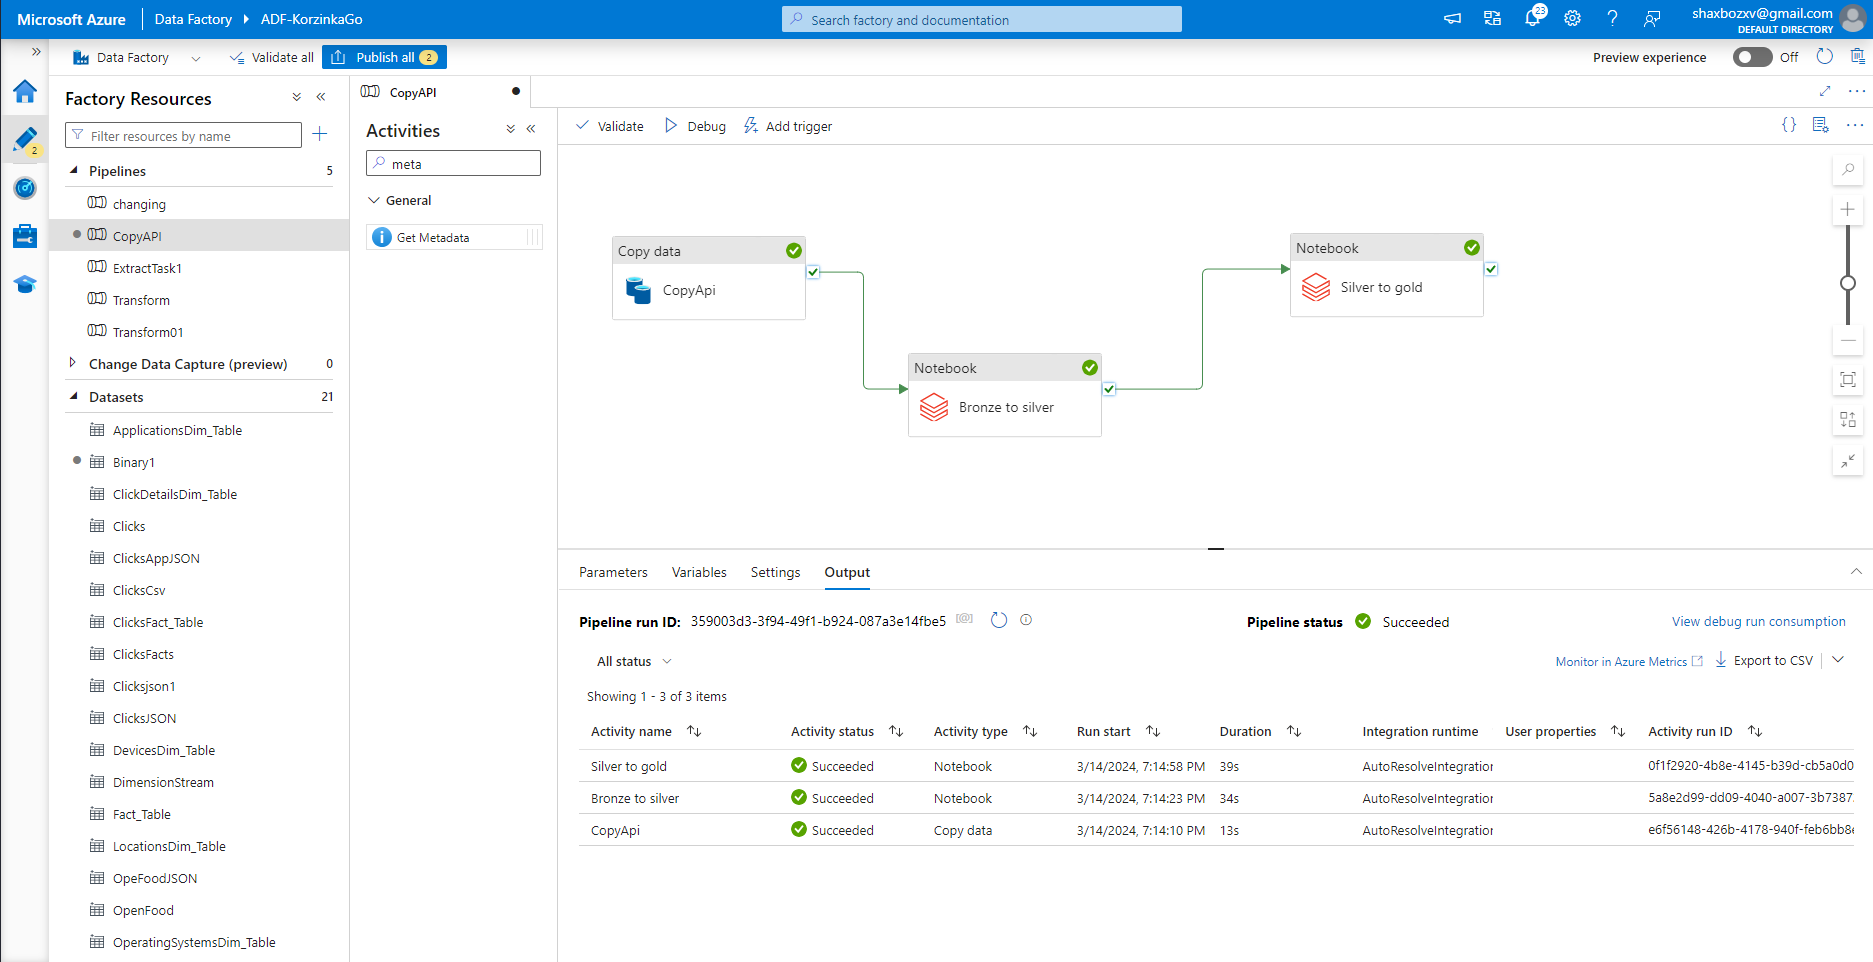 Microsoft Azure
Data Factory
ADF-KorzinkaGo
Search factory and documentation
23
shaxbozxv@gmail.com
DEFAULT DIRECTORY
Data Factory
Validate all
Publish all 2
Preview experience
Off
2
Factory Resources
Filter resources by name
Pipelines 5
changing
CopyAPI
ExtractTask1
Transform
Transform01
Change Data Capture (preview) 0
Datasets 21
ApplicationsDim_Table
Binary1
ClickDetailsDim_Table
Clicks
ClicksAppJSON
ClicksCsv
ClicksFact_Table
ClicksFacts
Clicksjson1
ClicksJSON
DevicesDim_Table
DimensionStream
Fact_Table
LocationsDim_Table
OpeFoodJSON
OpenFood
OperatingSystemsDim_Table
CopyAPI
Activities
meta
General
Get Metadata
Validate
Debug
Add trigger
Copy data
CopyApi
Notebook
Bronze to silver
Notebook
Silver to gold
Parameters
Variables
Settings
Output
Pipeline run ID: 359003d3-3f94-49f1-b924-087a3e14fbe5
Pipeline status Succeeded
View debug run consumption
All status
Monitor in Azure Metrics
Export to CSV
Showing 1 - 3 of 3 items
Activity name Activity status Activity type Run start Duration Integration runtime User properties Activity run ID
Silver to gold Succeeded Notebook 3/14/2024, 7:14:58 PM 39s AutoResolveIntegration 0f1f2920-4b8e-4145-b39d-cb5a0d0
Bronze to silver Succeeded Notebook 3/14/2024, 7:14:23 PM 34s AutoResolveIntegration 5a8e2d99-dd09-4040-a007-3b7387
CopyApi Succeeded Copy data 3/14/2024, 7:14:10 PM 13s AutoResolveIntegration e6f56148-426b-4178-940f-feb6bb8e